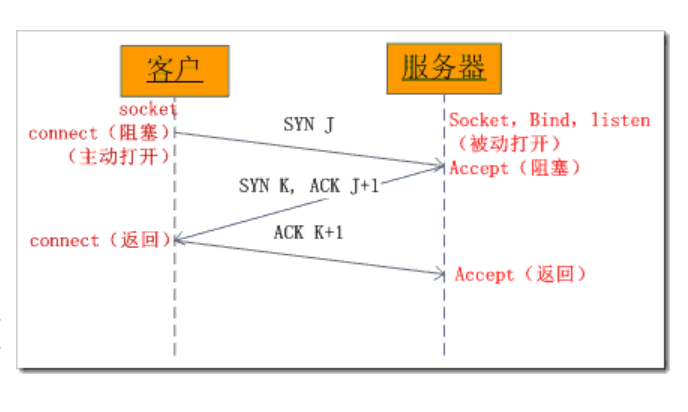 客户
服务器
socket
connect（阻塞）
（主动打开）
SYN J
Socket, Bind, listen
（被动打开）
Accept（阻塞）
SYN K, ACK J+1
connect（返回）
ACK K+1
Accept（返回）